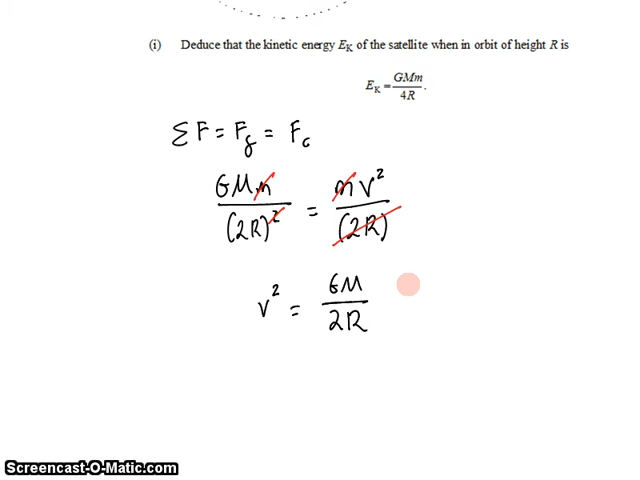 (i) Deduce that the kinetic energy E_K of the satellite when in orbit of height R is
E_K = GMm / 4R .
ΣF = F_g = F_c
GMm / (2R)² = mv² / (2R)
v² = GM / 2R
Screencast-O-Matic.com